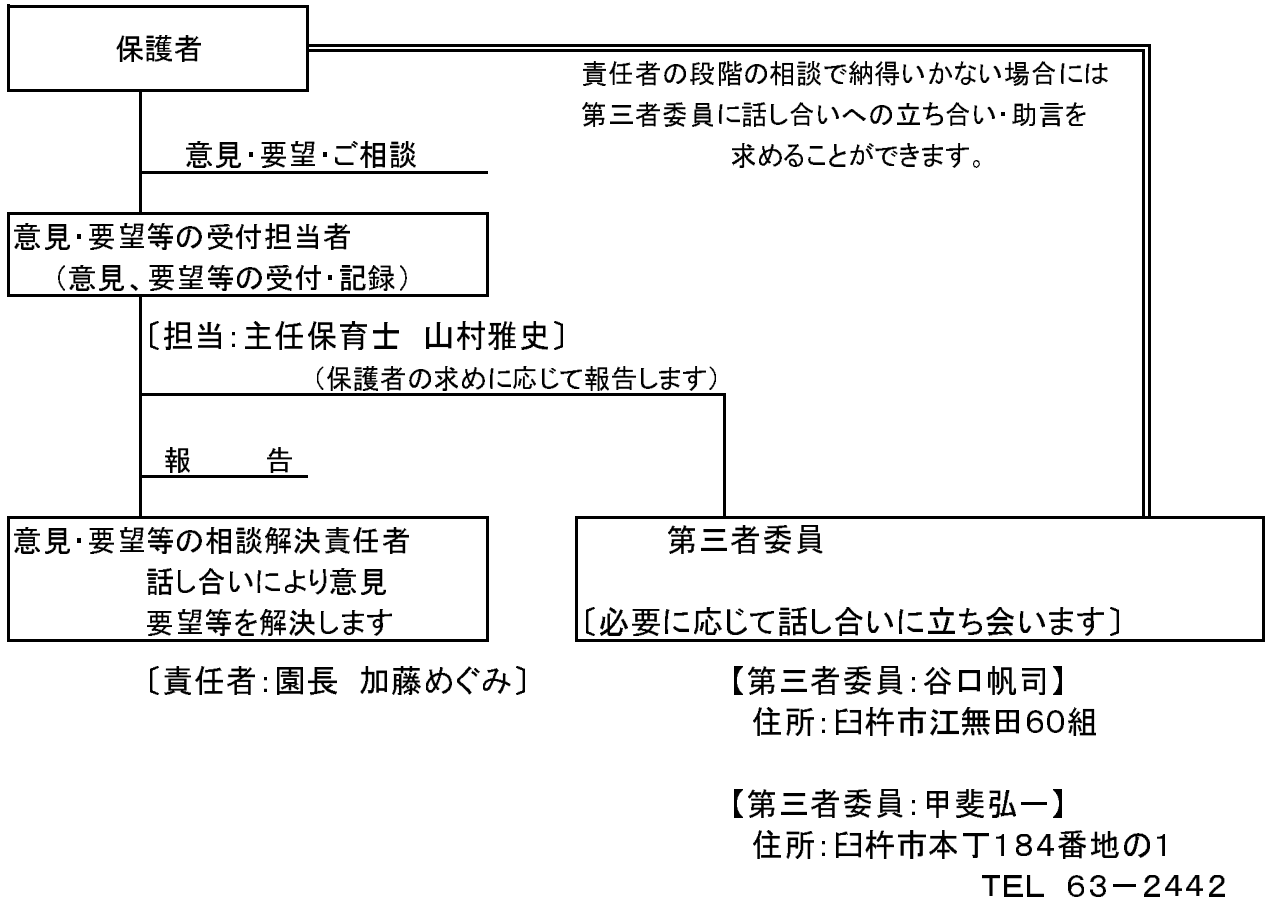 保護者
責任者の段階の相談で納得いかない場合には
第三者委員に話し合いへの立ち合い・助言を
求めることができます。
意見・要望・ご相談
意見・要望等の受付担当者
（意見、要望等の受付・記録）
〔担当：主任保育士　山村雅史〕
（保護者の求めに応じて報告します）
報　　告
意見・要望等の相談解決責任者
話し合いにより意見
要望等を解決します
第三者委員
〔必要に応じて話し合いに立ち会います〕
〔責任者：園長　加藤めぐみ〕
【第三者委員：谷口帆司】
住所：臼杵市江無田６０組
【第三者委員：甲斐弘一】
住所：臼杵市本丁１８４番地の１
ＴＥＬ　６３－２４４２